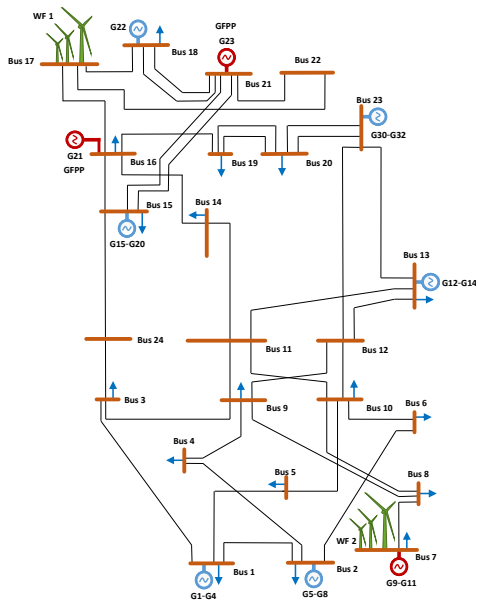 WF 1
G22
GFPP
G23
Bus 18
Bus 22
Bus 17
Bus 21
Bus 23
G30-G32
G21
GFPP
Bus 16
Bus 19
Bus 20
Bus 15
Bus 14
G15-G20
Bus 13
G12-G14
Bus 24
Bus 11
Bus 12
Bus 3
Bus 9
Bus 10
Bus 6
Bus 4
Bus 5
Bus 8
WF 2
Bus 7
Bus 1
Bus 2
G1-G4
G5-G8
G9-G11